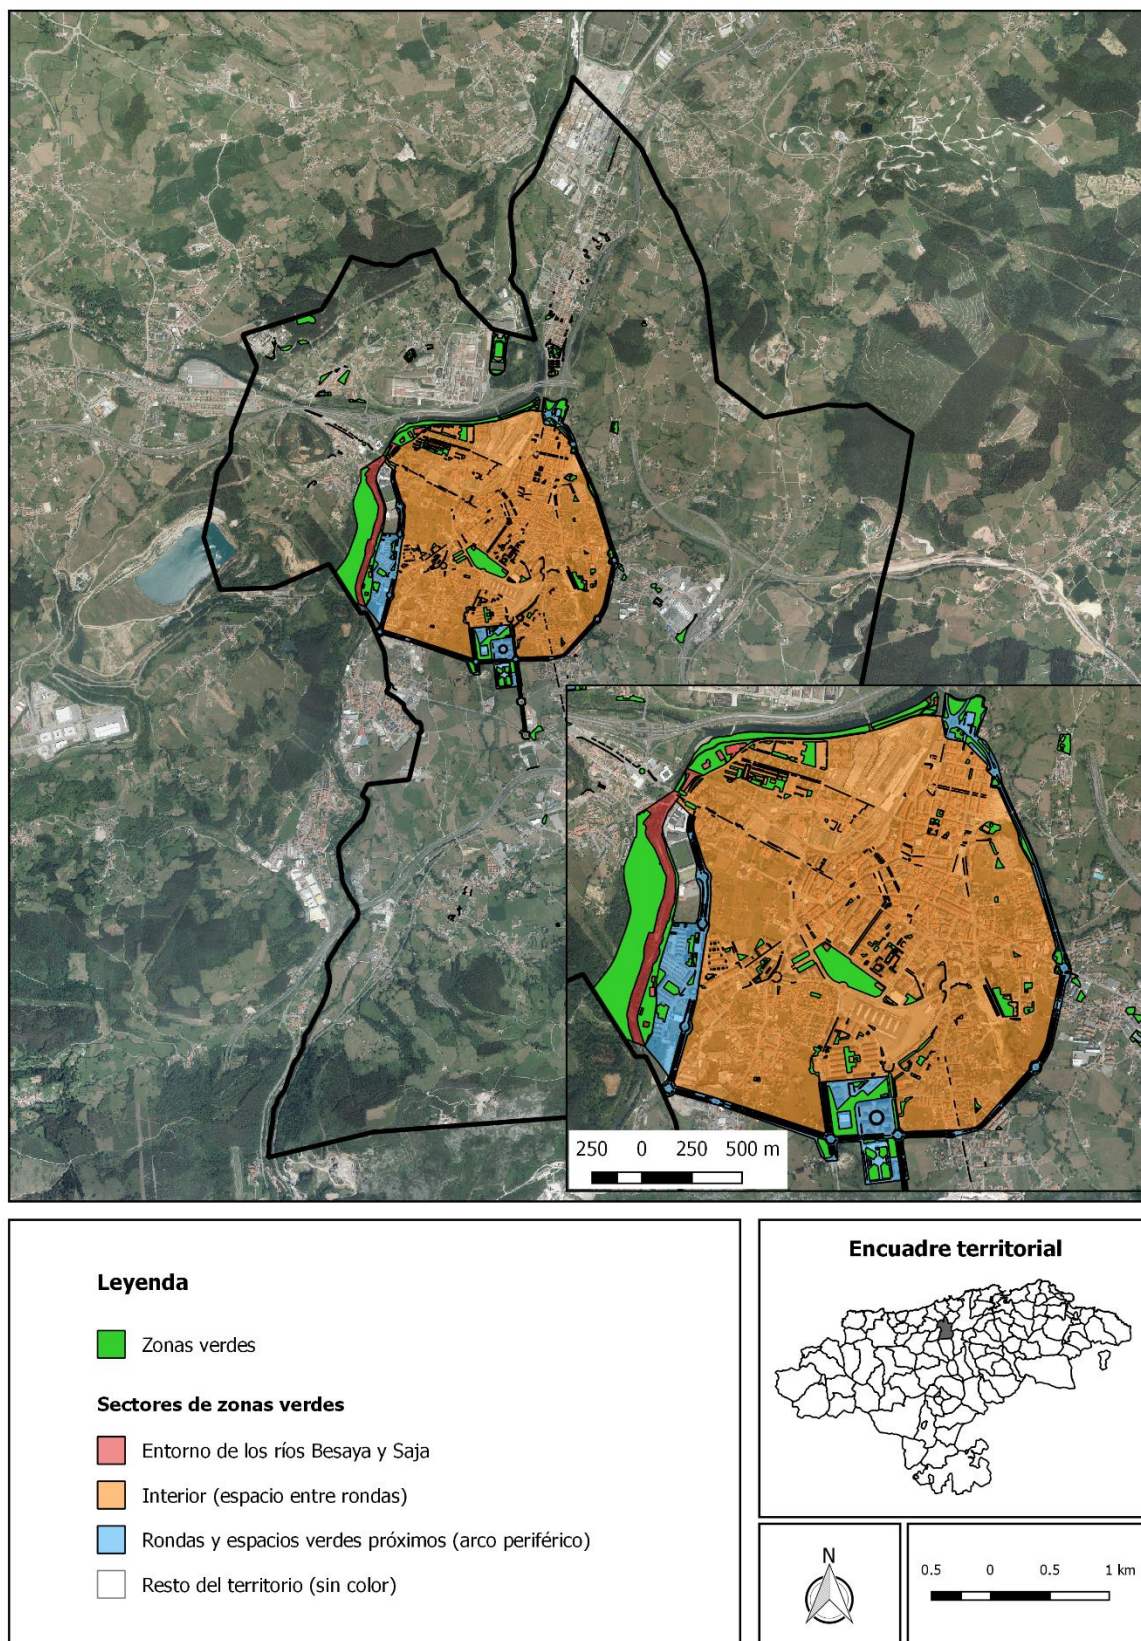 250 0 250 500 m
Leyenda
Zonas verdes
Sectores de zonas verdes
Entorno de los ríos Besaya y Saja
Interior (espacio entre rondas)
Rondas y espacios verdes próximos (arco periférico)
Resto del territorio (sin color)
Encuadre territorial
N
0.5 0 0.5 1 km